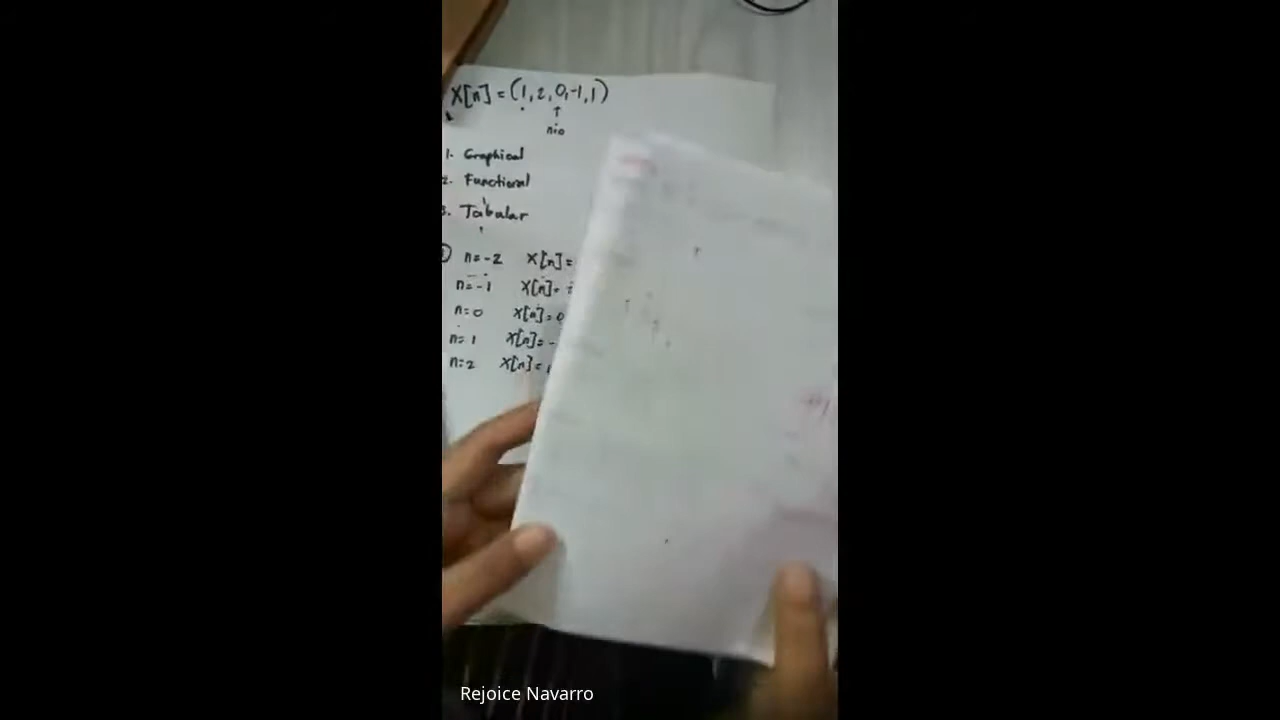 X[n] = (1, 2, 0, -1, 1)
↑
n=0
1. Graphical
2. Functional
3. Tabular
n=-2 X[n]=
n=-1 X[n]=
n=0 X[n]=0
n=1 X[n]=-
n=2 X[n]=
Rejoice Navarro